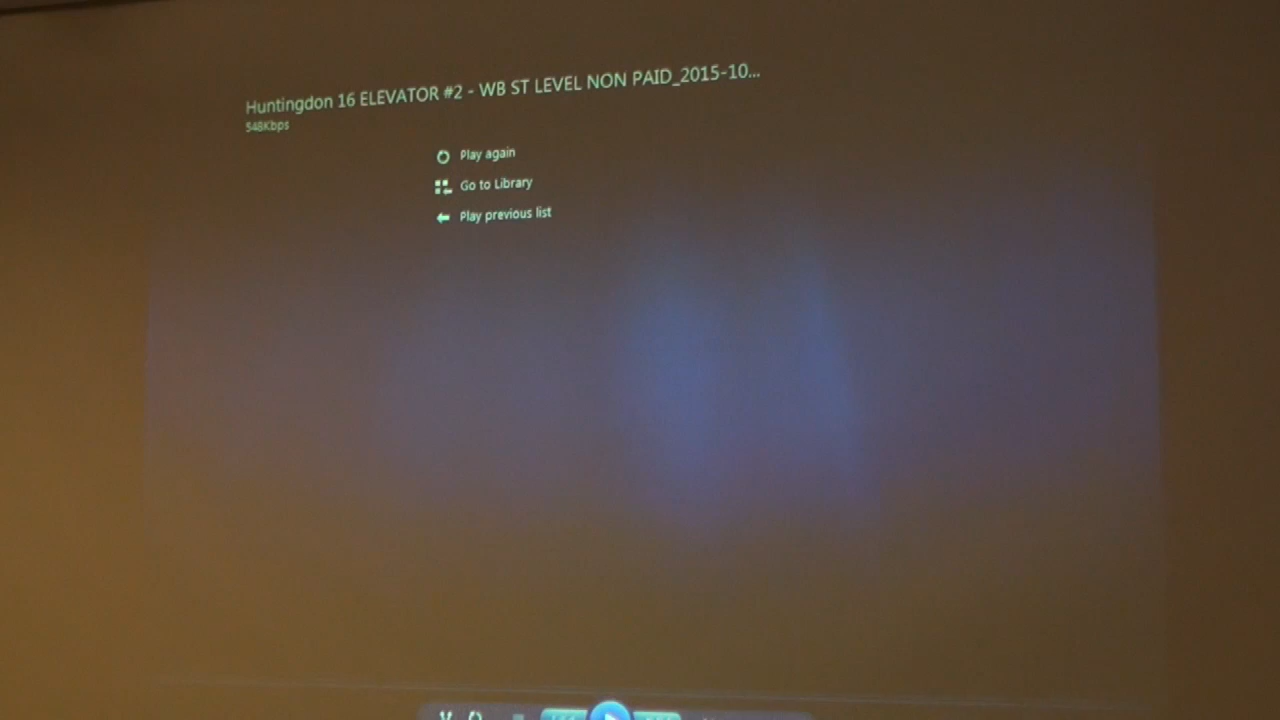 Huntingdon 16 ELEVATOR #2 - WB ST LEVEL NON PAID_2015-10...
548Kbps
Play again
Go to Library
Play previous list